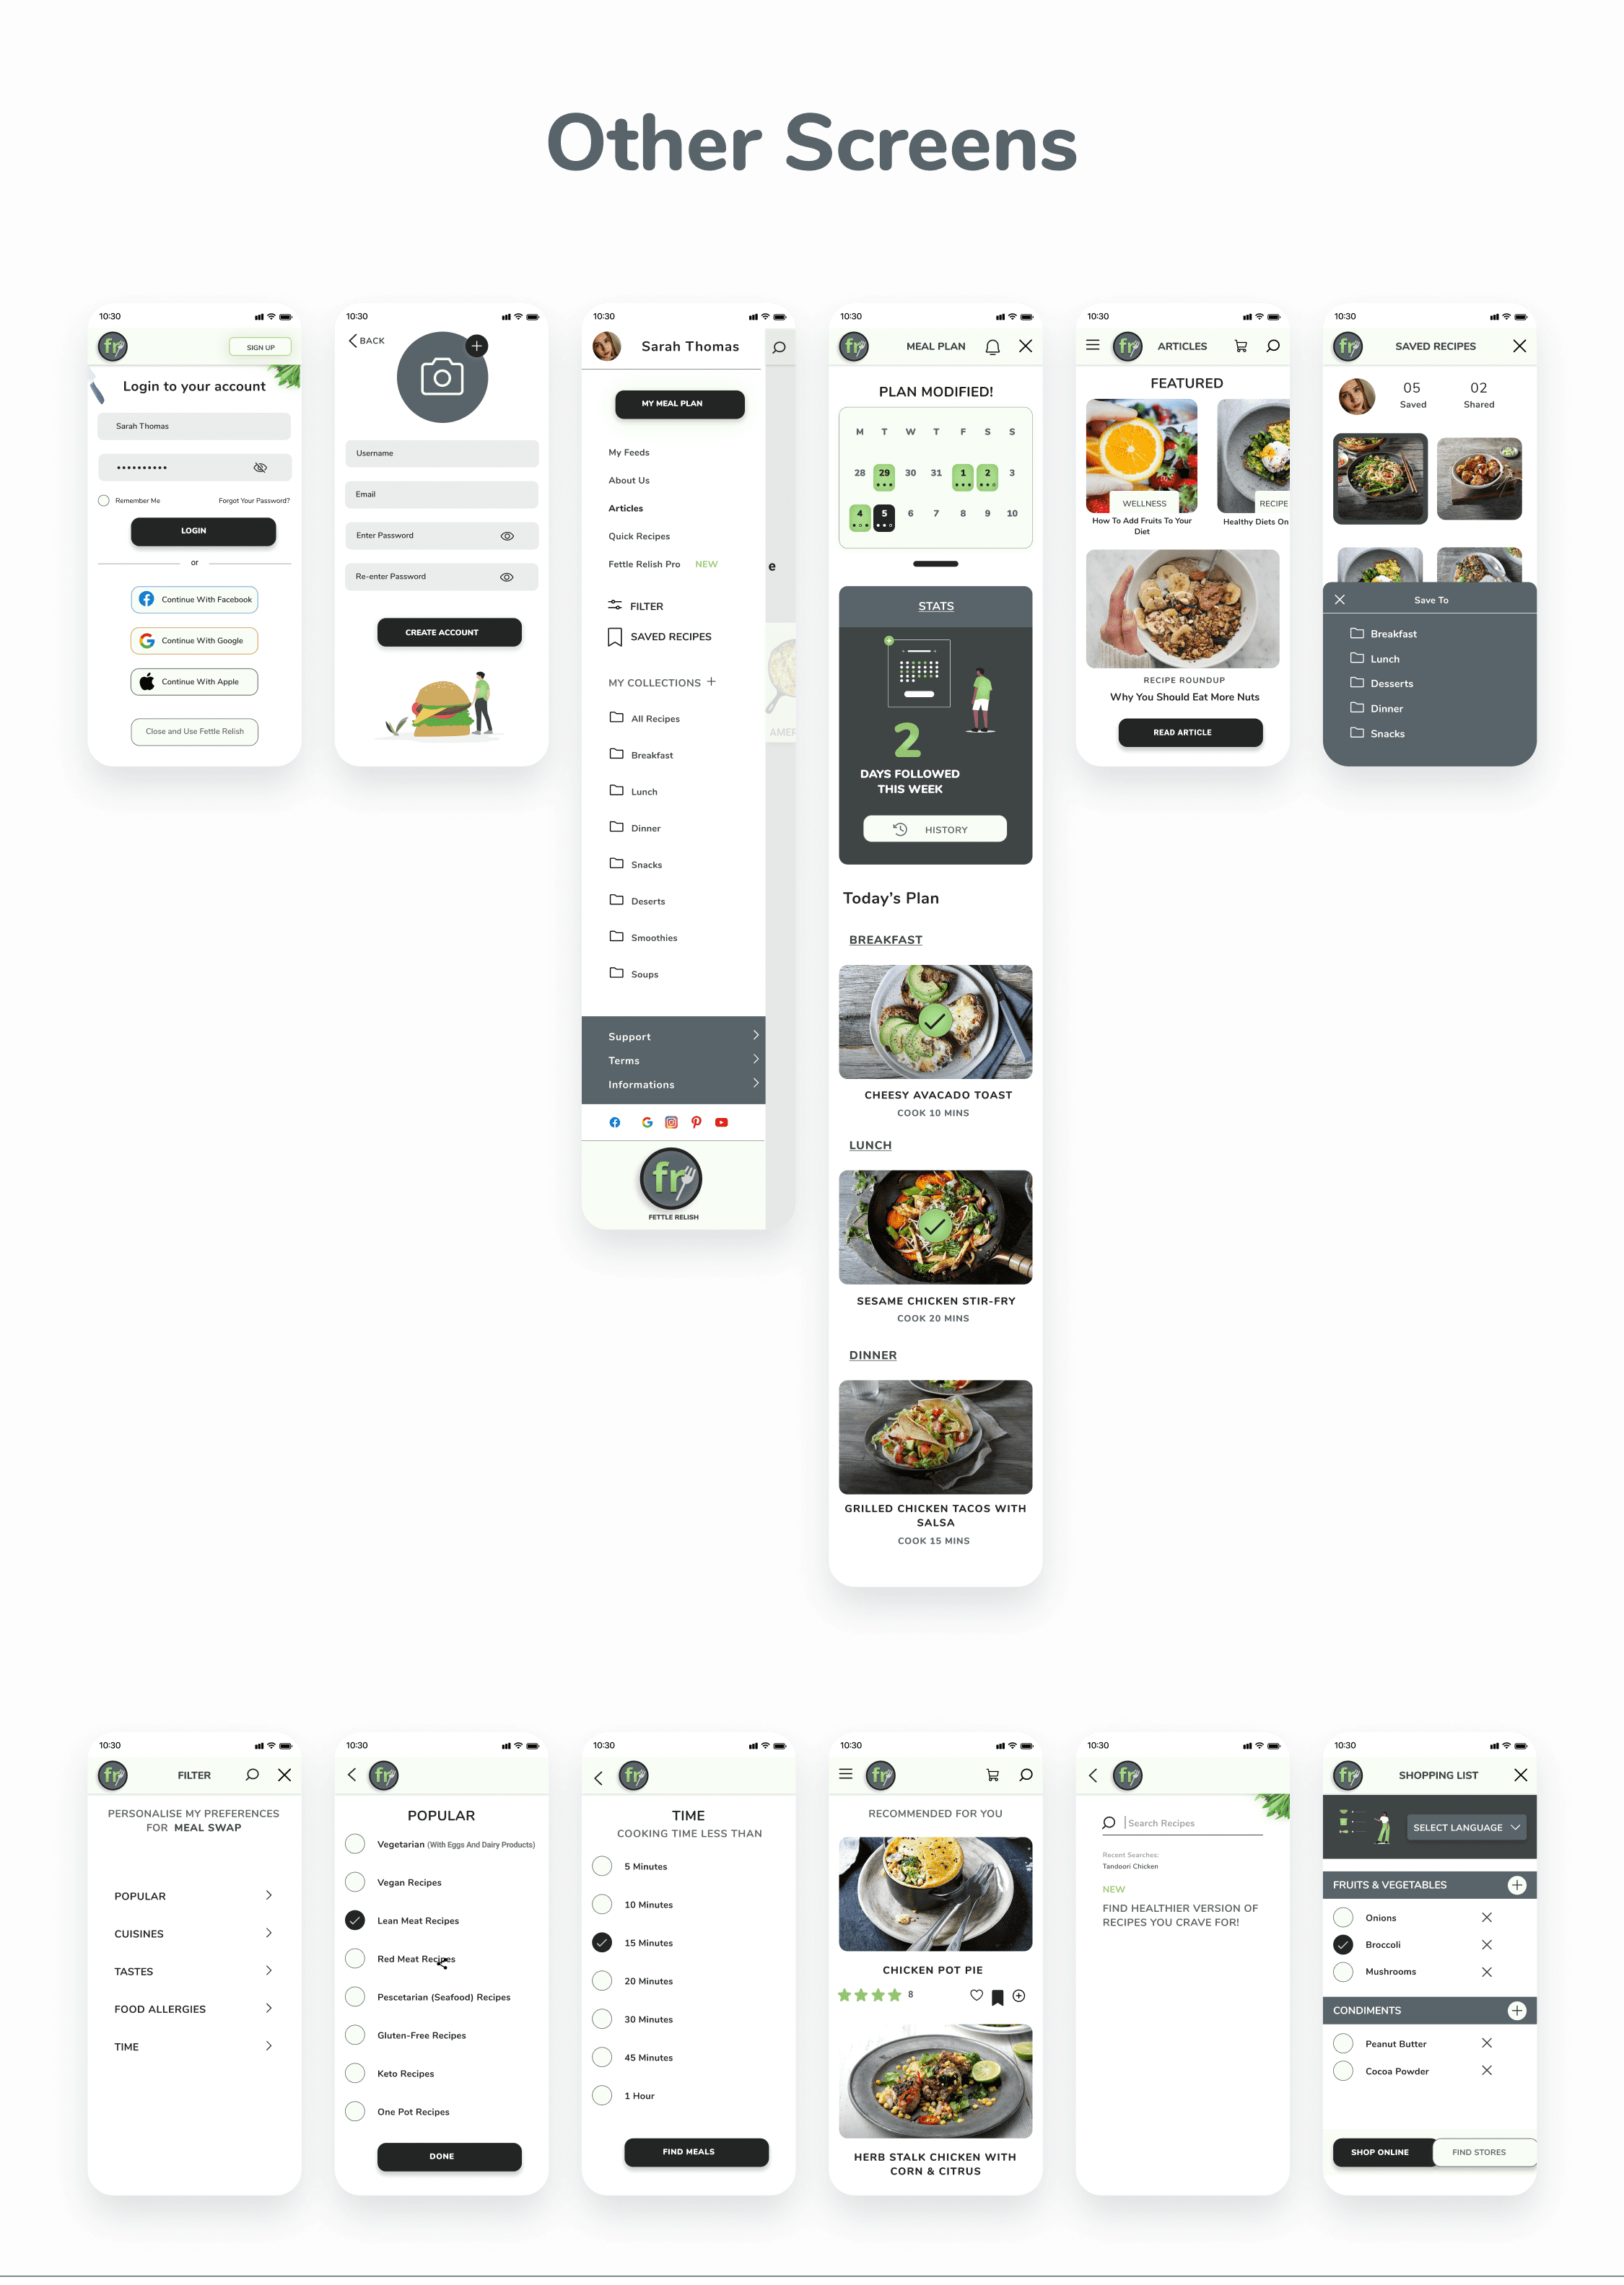 Other Screens
10:30
fr
SIGN UP
Login to your account
Sarah Thomas
Remember Me
Forgot Your Password?
LOGIN
or
Continue With Facebook
Continue With Google
Continue With Apple
Close and Use Fettle Relish
10:30
BACK
Username
Email
Enter Password
Re-enter Password
CREATE ACCOUNT
10:30
Sarah Thomas
MY MEAL PLAN
My Feeds
About Us
Articles
Quick Recipes
Fettle Relish Pro NEW
e
FILTER
SAVED RECIPES
MY COLLECTIONS +
AMER
All Recipes
Breakfast
Lunch
Dinner
Snacks
Deserts
Smoothies
Soups
Support
Terms
Informations
fr
FETTLE RELISH
10:30
fr
MEAL PLAN
PLAN MODIFIED!
M T W T F S S
28 29 30 31 1 2 3
4 5 6 7 8 9 10
STATS
2
DAYS FOLLOWED
THIS WEEK
HISTORY
Today's Plan
BREAKFAST
CHEESY AVACADO TOAST
COOK 10 MINS
LUNCH
SESAME CHICKEN STIR-FRY
COOK 20 MINS
DINNER
GRILLED CHICKEN TACOS WITH
SALSA
COOK 15 MINS
10:30
fr
ARTICLES
FEATURED
WELLNESS
RECIPE
How To Add Fruits To Your
Diet
Healthy Diets On
RECIPE ROUNDUP
Why You Should Eat More Nuts
READ ARTICLE
10:30
fr
SAVED RECIPES
05 02
Saved Shared
Save To
Breakfast
Lunch
Desserts
Dinner
Snacks
10:30
fr
FILTER
PERSONALISE MY PREFERENCES
FOR MEAL SWAP
POPULAR
CUISINES
TASTES
FOOD ALLERGIES
TIME
10:30
fr
POPULAR
Vegetarian (With Eggs And Dairy Products)
Vegan Recipes
Lean Meat Recipes
Red Meat Recipes
Pescetarian (Seafood) Recipes
Gluten-Free Recipes
Keto Recipes
One Pot Recipes
DONE
10:30
fr
TIME
COOKING TIME LESS THAN
5 Minutes
10 Minutes
15 Minutes
20 Minutes
30 Minutes
45 Minutes
1 Hour
FIND MEALS
10:30
fr
RECOMMENDED FOR YOU
CHICKEN POT PIE
8
HERB STALK CHICKEN WITH
CORN & CITRUS
10:30
fr
Search Recipes
Recent Searches:
Tandoori Chicken
NEW
FIND HEALTHIER VERSION OF
RECIPES YOU CRAVE FOR!
10:30
fr
SHOPPING LIST
SELECT LANGUAGE
FRUITS & VEGETABLES
Onions
Broccoli
Mushrooms
CONDIMENTS
Peanut Butter
Cocoa Powder
SHOP ONLINE
FIND STORES